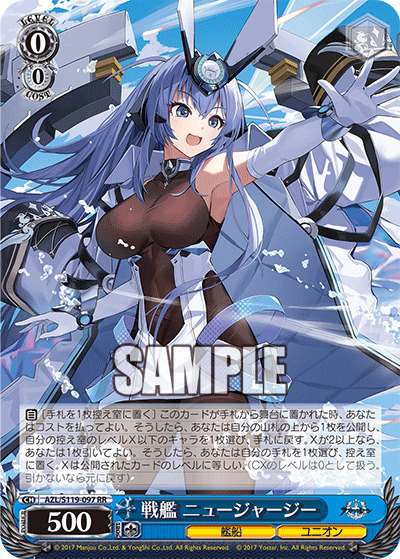 LEVEL
0
0
COST
SAMPLE
自 [手札を1枚控え室に置く] このカードが手札から舞台に置かれた時、あなた
はコストを払ってよい。そうしたら、あなたは自分の山札の上から1枚を公開し、
自分の控え室のレベルX以下のキャラを1枚選び、手札に戻す。Xが2以上なら、
あなたは1枚引いてよい。そうしたら、あなたは自分の手札を1枚選び、控え室に
置く。Xは公開されたカードのレベルに等しい。(CXのレベルは0として扱う。
引かないなら元に戻す)
AZL/S119-097 RR
500
戦艦 ニュージャージー
艦船
ユニオン
© 2017 Manjuu Co.,Ltd. & YongShi Co.,Ltd. All Rights Reserved. © 2017 Yostar, Inc. All Rights Reserved.